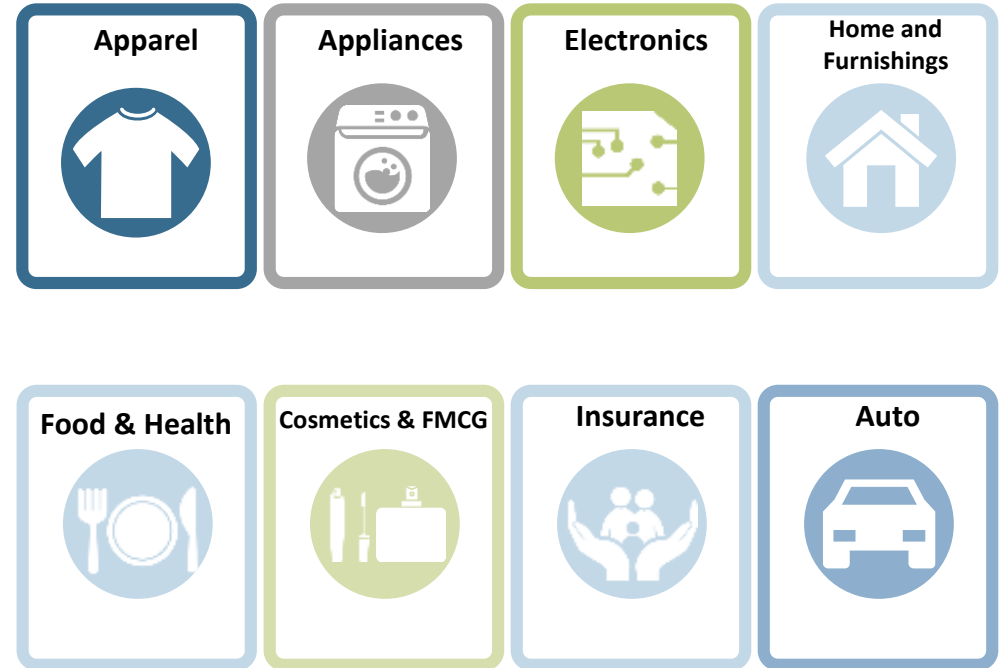 Apparel
Appliances
Electronics
Home and
Furnishings
Food & Health
Cosmetics & FMCG
Insurance
Auto